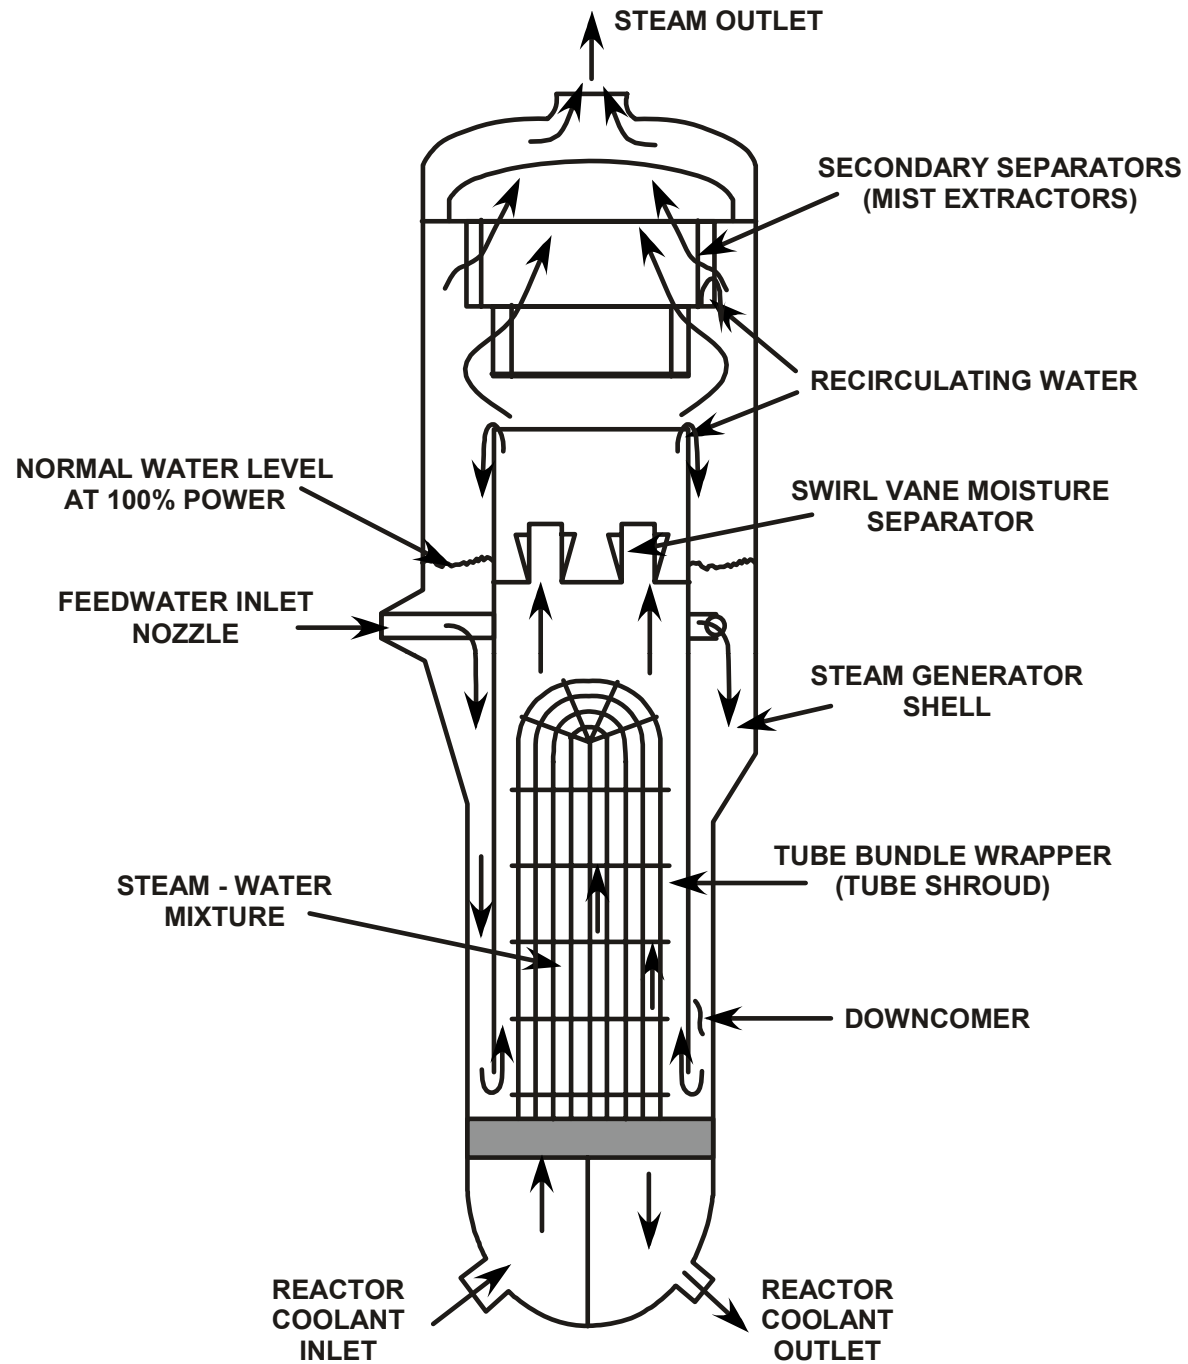 STEAM OUTLET
SECONDARY SEPARATORS
(MIST EXTRACTORS)
RECIRCULATING WATER
NORMAL WATER LEVEL
AT 100% POWER
SWIRL VANE MOISTURE
SEPARATOR
FEEDWATER INLET
NOZZLE
STEAM GENERATOR
SHELL
TUBE BUNDLE WRAPPER
(TUBE SHROUD)
STEAM - WATER
MIXTURE
DOWNCOMER
REACTOR
COOLANT
INLET
REACTOR
COOLANT
OUTLET